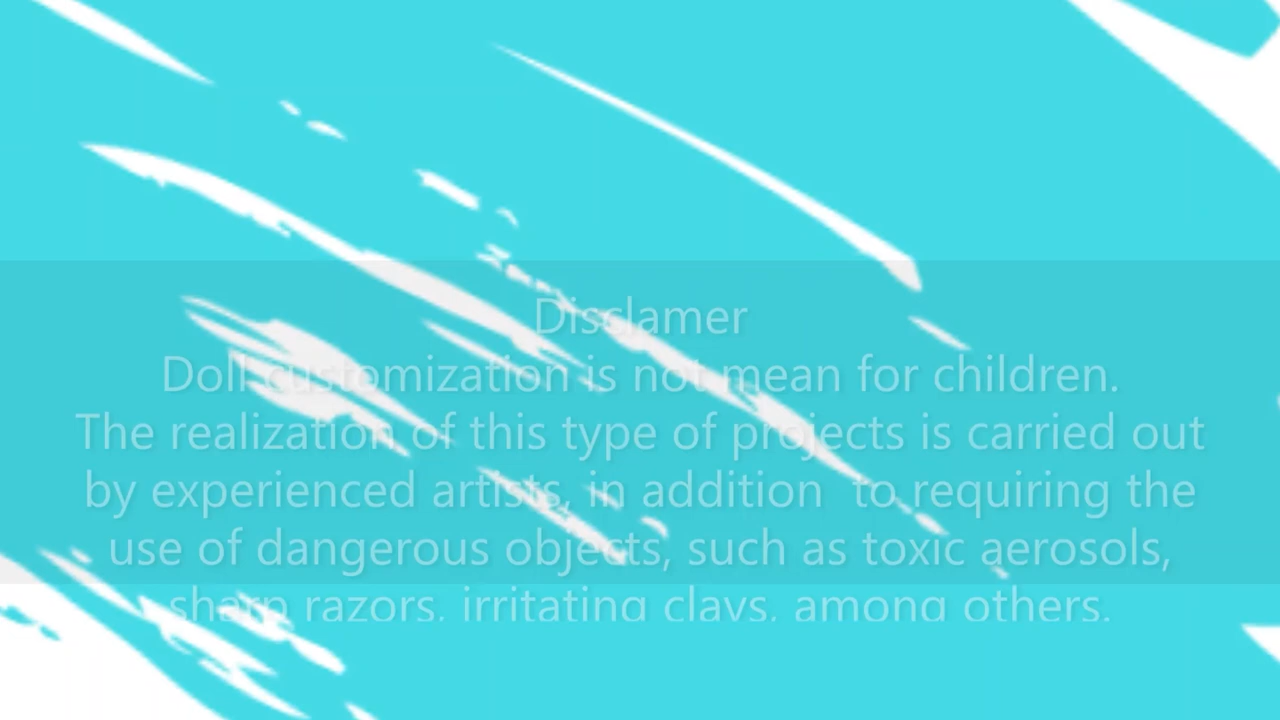 Disclamer
Doll customization is not mean for children.
The realization of this type of projects is carried out
by experienced artists, in addition  to requiring the
use of dangerous objects, such as toxic aerosols,
sharp razors, irritating clays, among others.